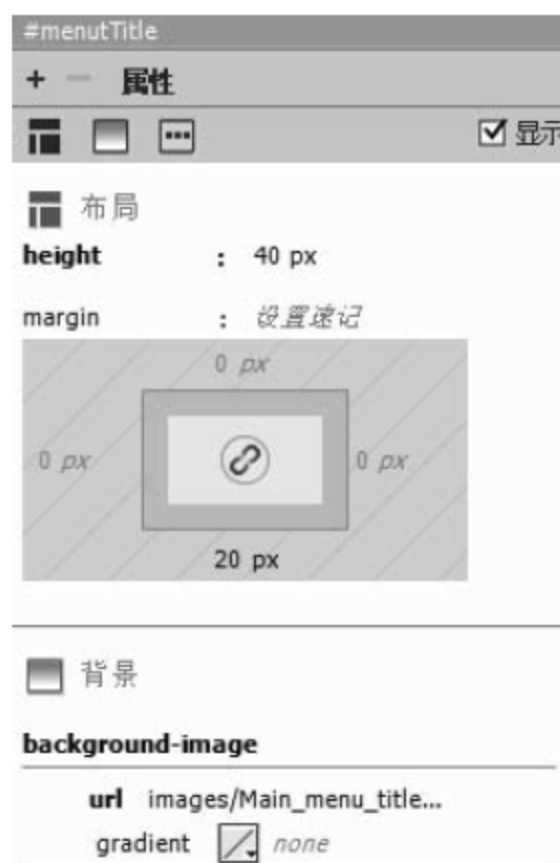 #menutTitle
+ − 属性
显示
布局
height : 40 px
margin : 设置速记
0 px
0 px 0 px
20 px
背景
background-image
url images/Main_menu_title...
gradient none